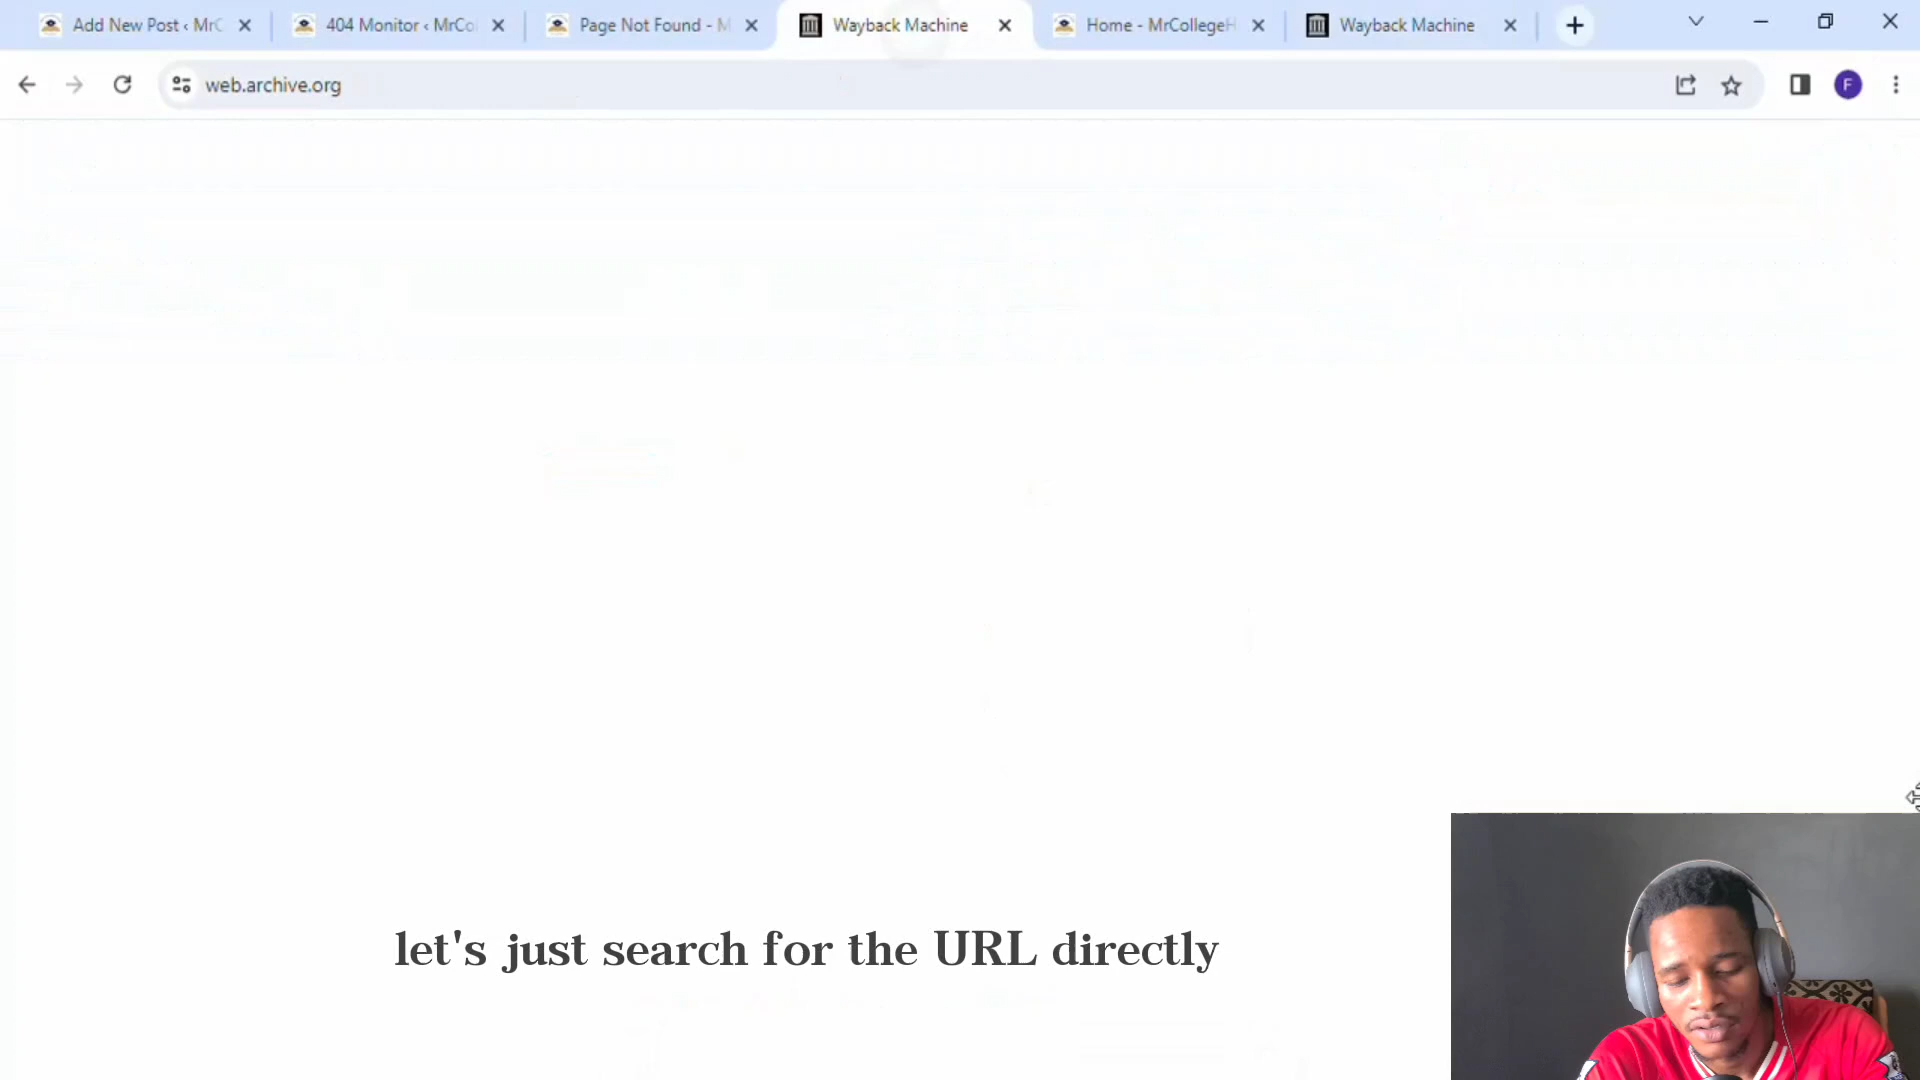 Add New Post ‹ MrC
404 Monitor ‹ MrCo
Page Not Found - M
Wayback Machine
Home - MrCollegeH
Wayback Machine
web.archive.org
F
let's just search for the URL directly